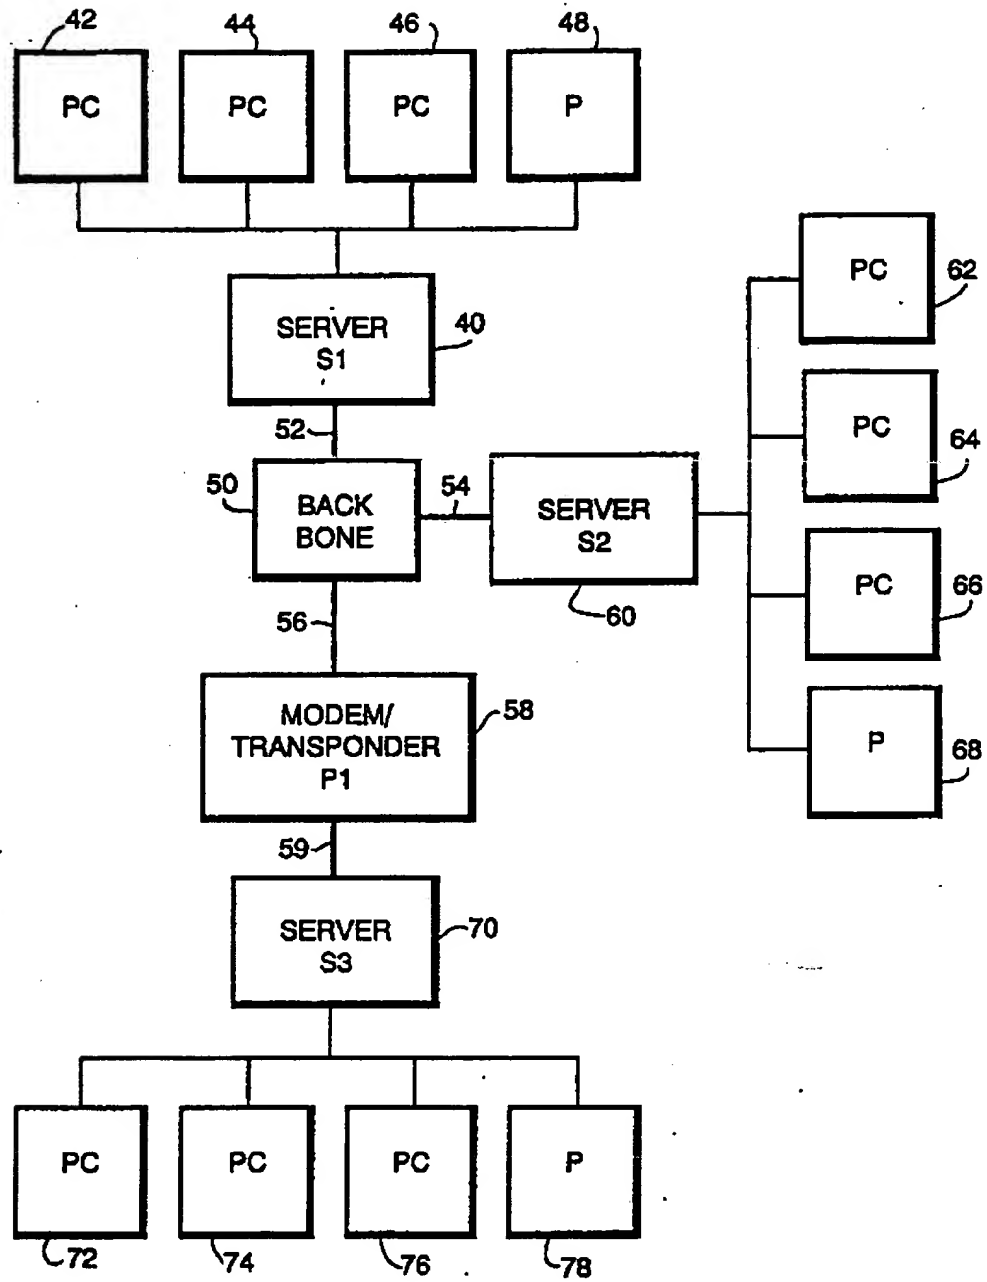 42
44
46
48
PC
PC
PC
P
SERVER
S1
40
PC
62
52
PC
64
50
BACK
BONE
54
SERVER
S2
60
PC
66
56
MODEM/
TRANSPONDER
P1
58
P
68
59
SERVER
S3
70
PC
PC
PC
P
72
74
76
78